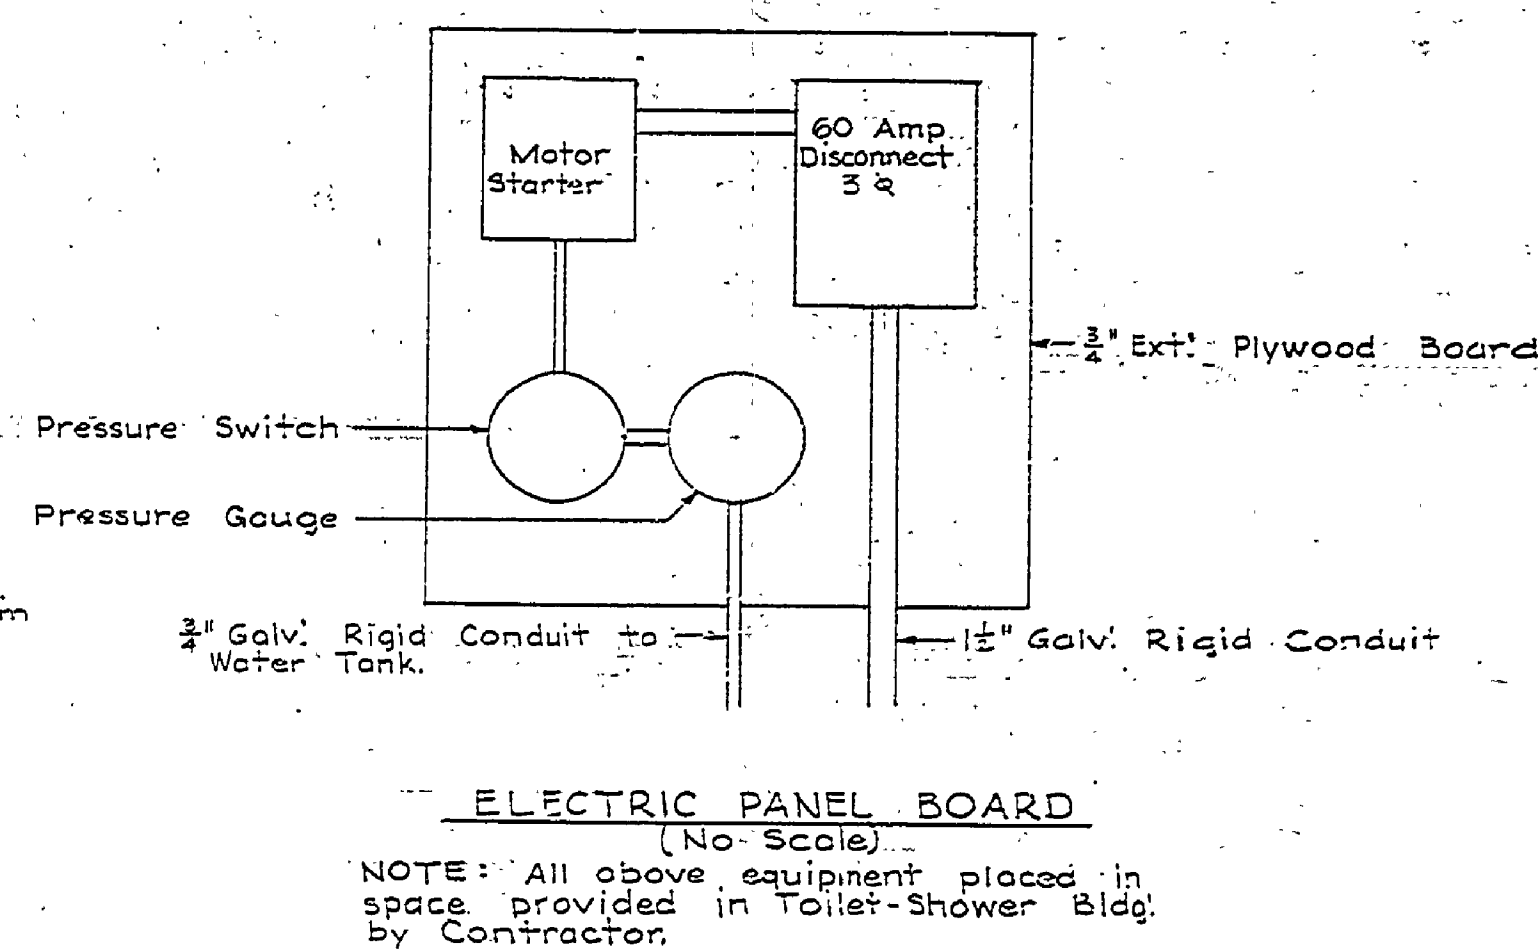 Motor
Starter
60 Amp.
Disconnect
3 Q
3/4" Ext. Plywood Board
Pressure Switch
Pressure Gauge
3/4" Galv. Rigid Conduit to
Water Tank.
1 1/2" Galv. Rigid Conduit
ELECTRIC PANEL BOARD
(No Scale)
NOTE: All above equipment placed in
space provided in Toilet-Shower Bldg.
by Contractor.